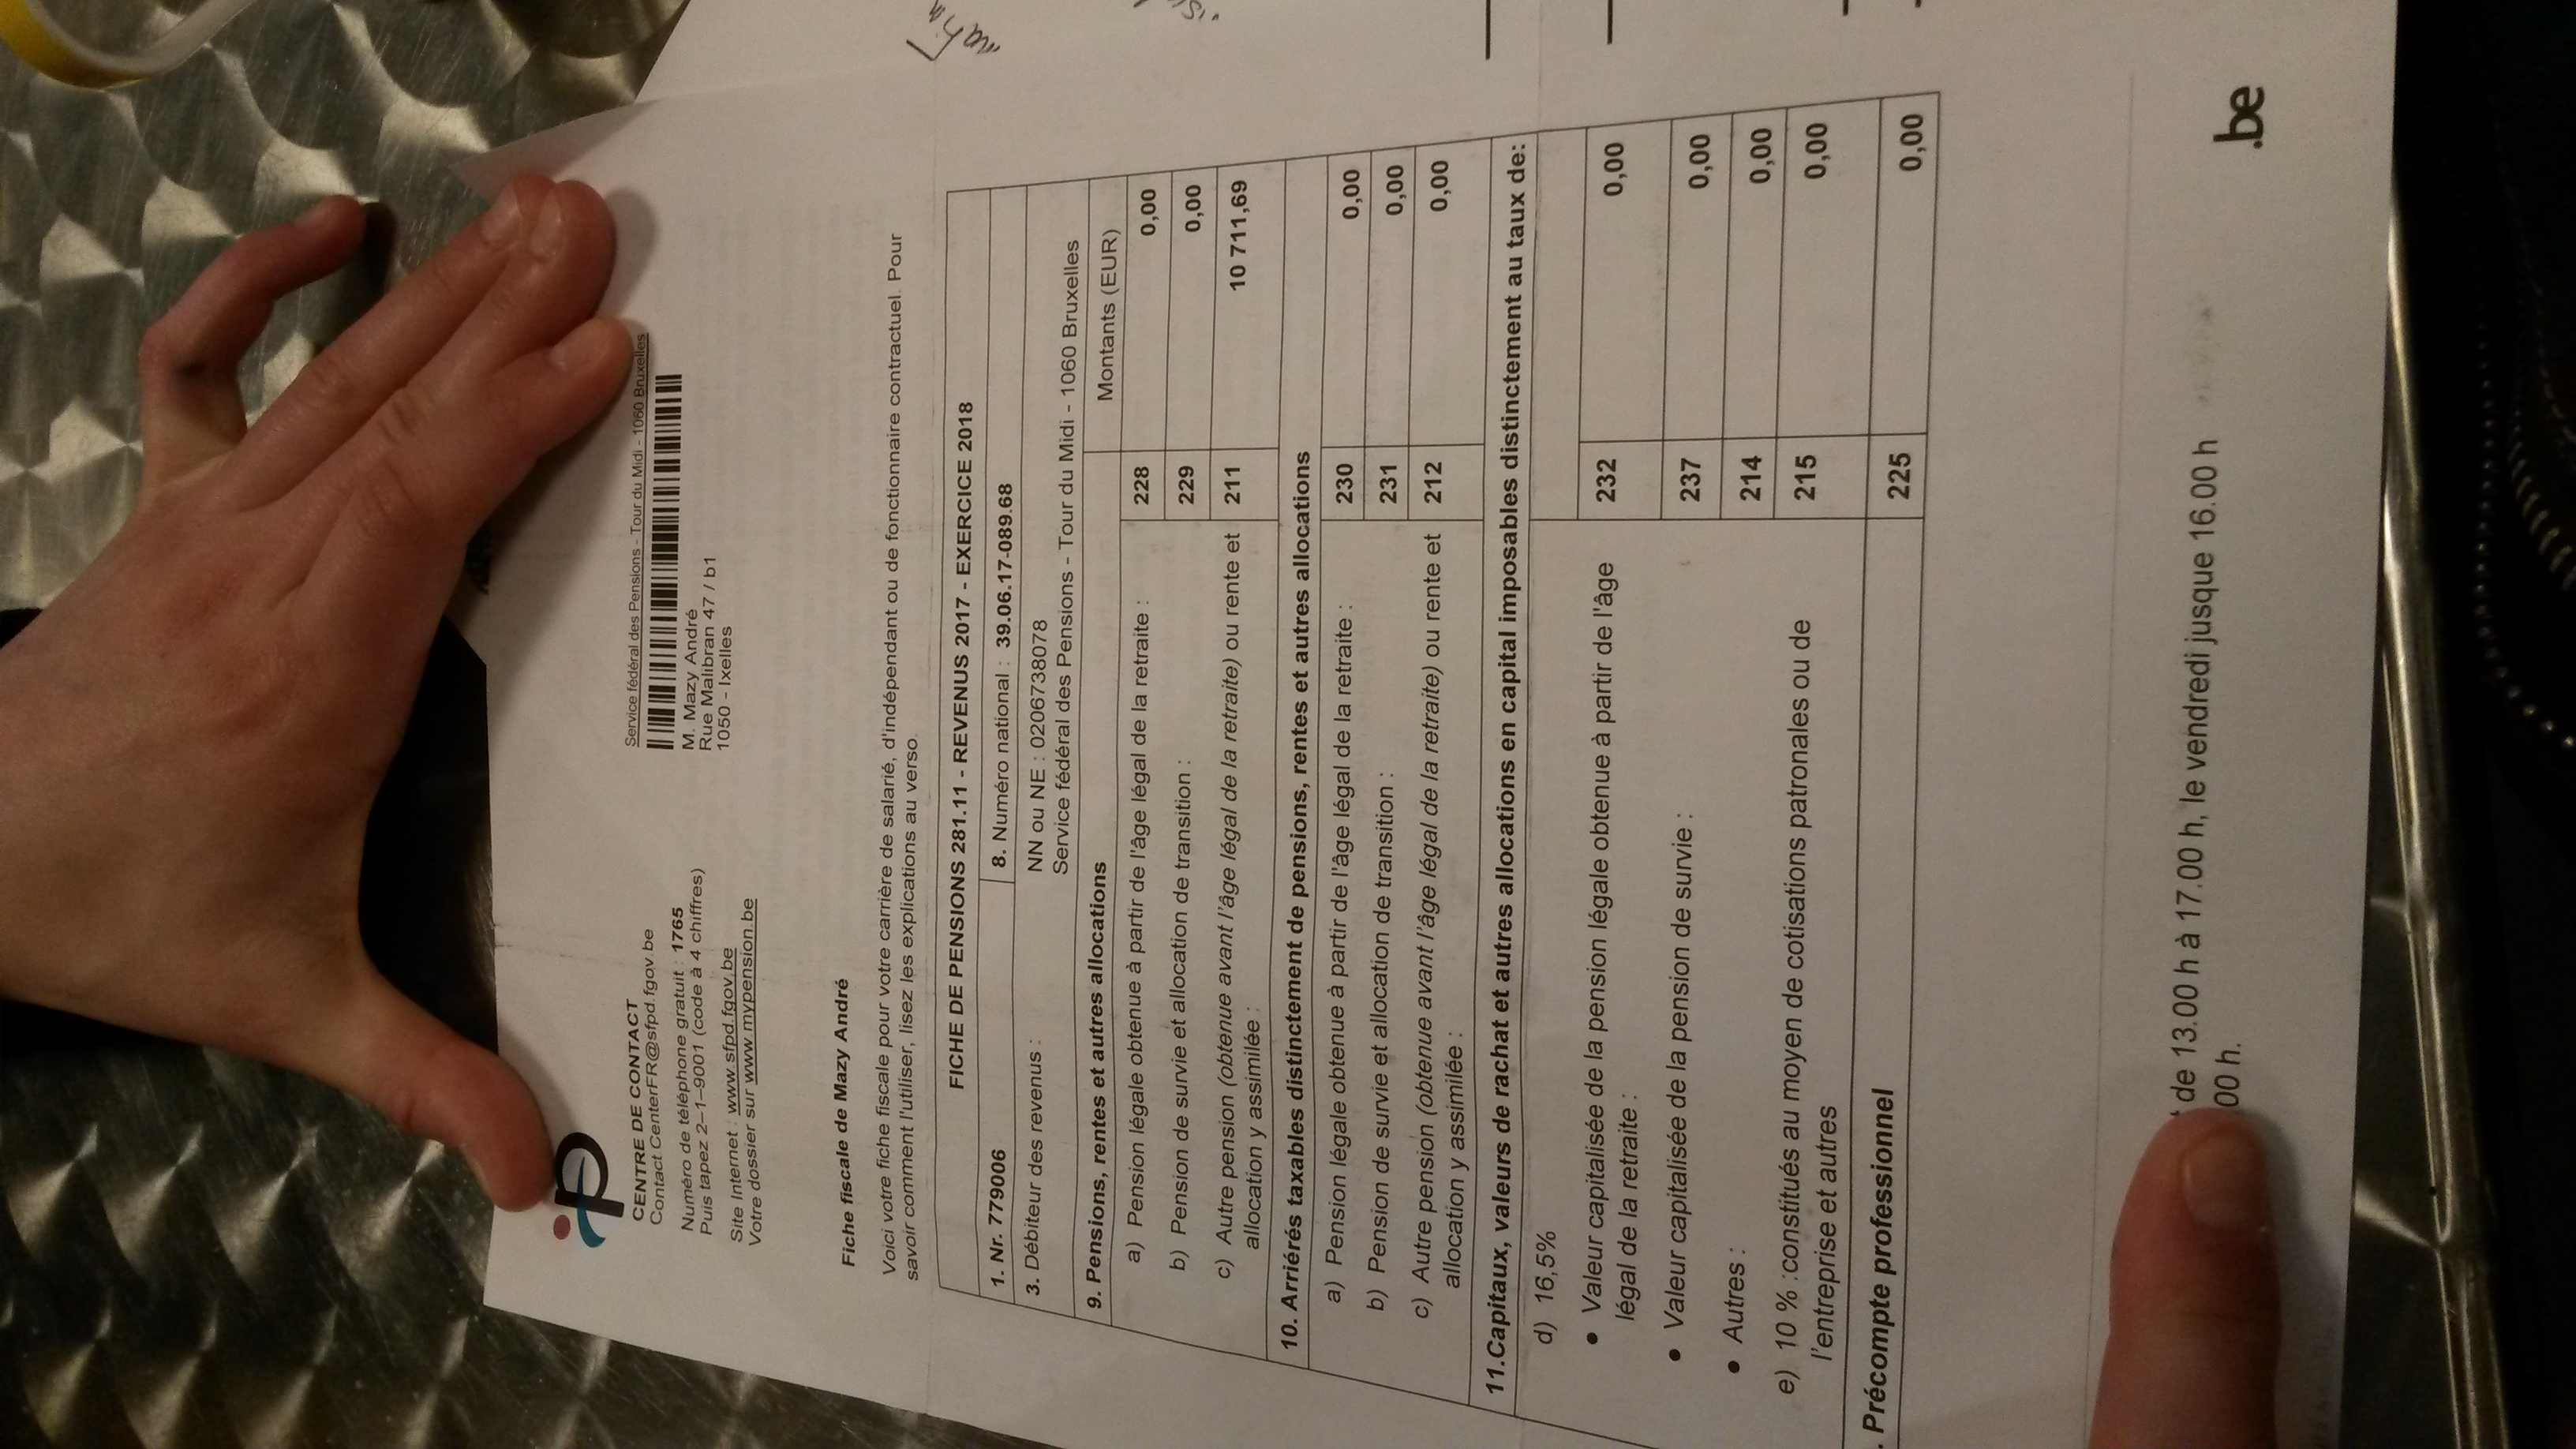 CENTRE DE CONTACT
Contact CenterFR@sfpd.fgov.be
Numéro de téléphone gratuit : 1765
Puis tapez 2–1–9001 (code à 4 chiffres)
Site Internet : www.sfpd.fgov.be
Votre dossier sur www.mypension.be
Service fédéral des Pensions - Tour du Midi - 1060 Bruxelles
M. Mazy André
Rue Malibran 47 / b1
1050 - Ixelles
Fiche fiscale de Mazy André
Voici votre fiche fiscale pour votre carrière de salarié, d'indépendant ou de fonctionnaire contractuel. Pour
savoir comment l'utiliser, lisez les explications au verso.
FICHE DE PENSIONS 281.11 - REVENUS 2017 - EXERCICE 2018
1. Nr. 779006 8. Numéro national : 39.06.17-089.68
3. Débiteur des revenus : NN ou NE : 0206738078
Service fédéral des Pensions - Tour du Midi - 1060 Bruxelles
9. Pensions, rentes et autres allocations Montants (EUR)
a) Pension légale obtenue à partir de l'âge légal de la retraite : 228 0,00
b) Pension de survie et allocation de transition : 229 0,00
c) Autre pension (obtenue avant l'âge légal de la retraite) ou rente et 211 10 711,69
allocation y assimilée :
10. Arriérés taxables distinctement de pensions, rentes et autres allocations
a) Pension légale obtenue à partir de l'âge légal de la retraite : 230 0,00
b) Pension de survie et allocation de transition : 231 0,00
c) Autre pension (obtenue avant l'âge légal de la retraite) ou rente et 212 0,00
allocation y assimilée :
11.Capitaux, valeurs de rachat et autres allocations en capital imposables distinctement au taux de:
d) 16,5%
• Valeur capitalisée de la pension légale obtenue à partir de l'âge 232 0,00
légal de la retraite :
• Valeur capitalisée de la pension de survie : 237 0,00
• Autres : 214 0,00
e) 10 % :constitués au moyen de cotisations patronales ou de 215 0,00
l'entreprise et autres
. Précompte professionnel 225 0,00
de 13.00 h à 17.00 h, le vendredi jusque 16.00 h
00 h.
.be